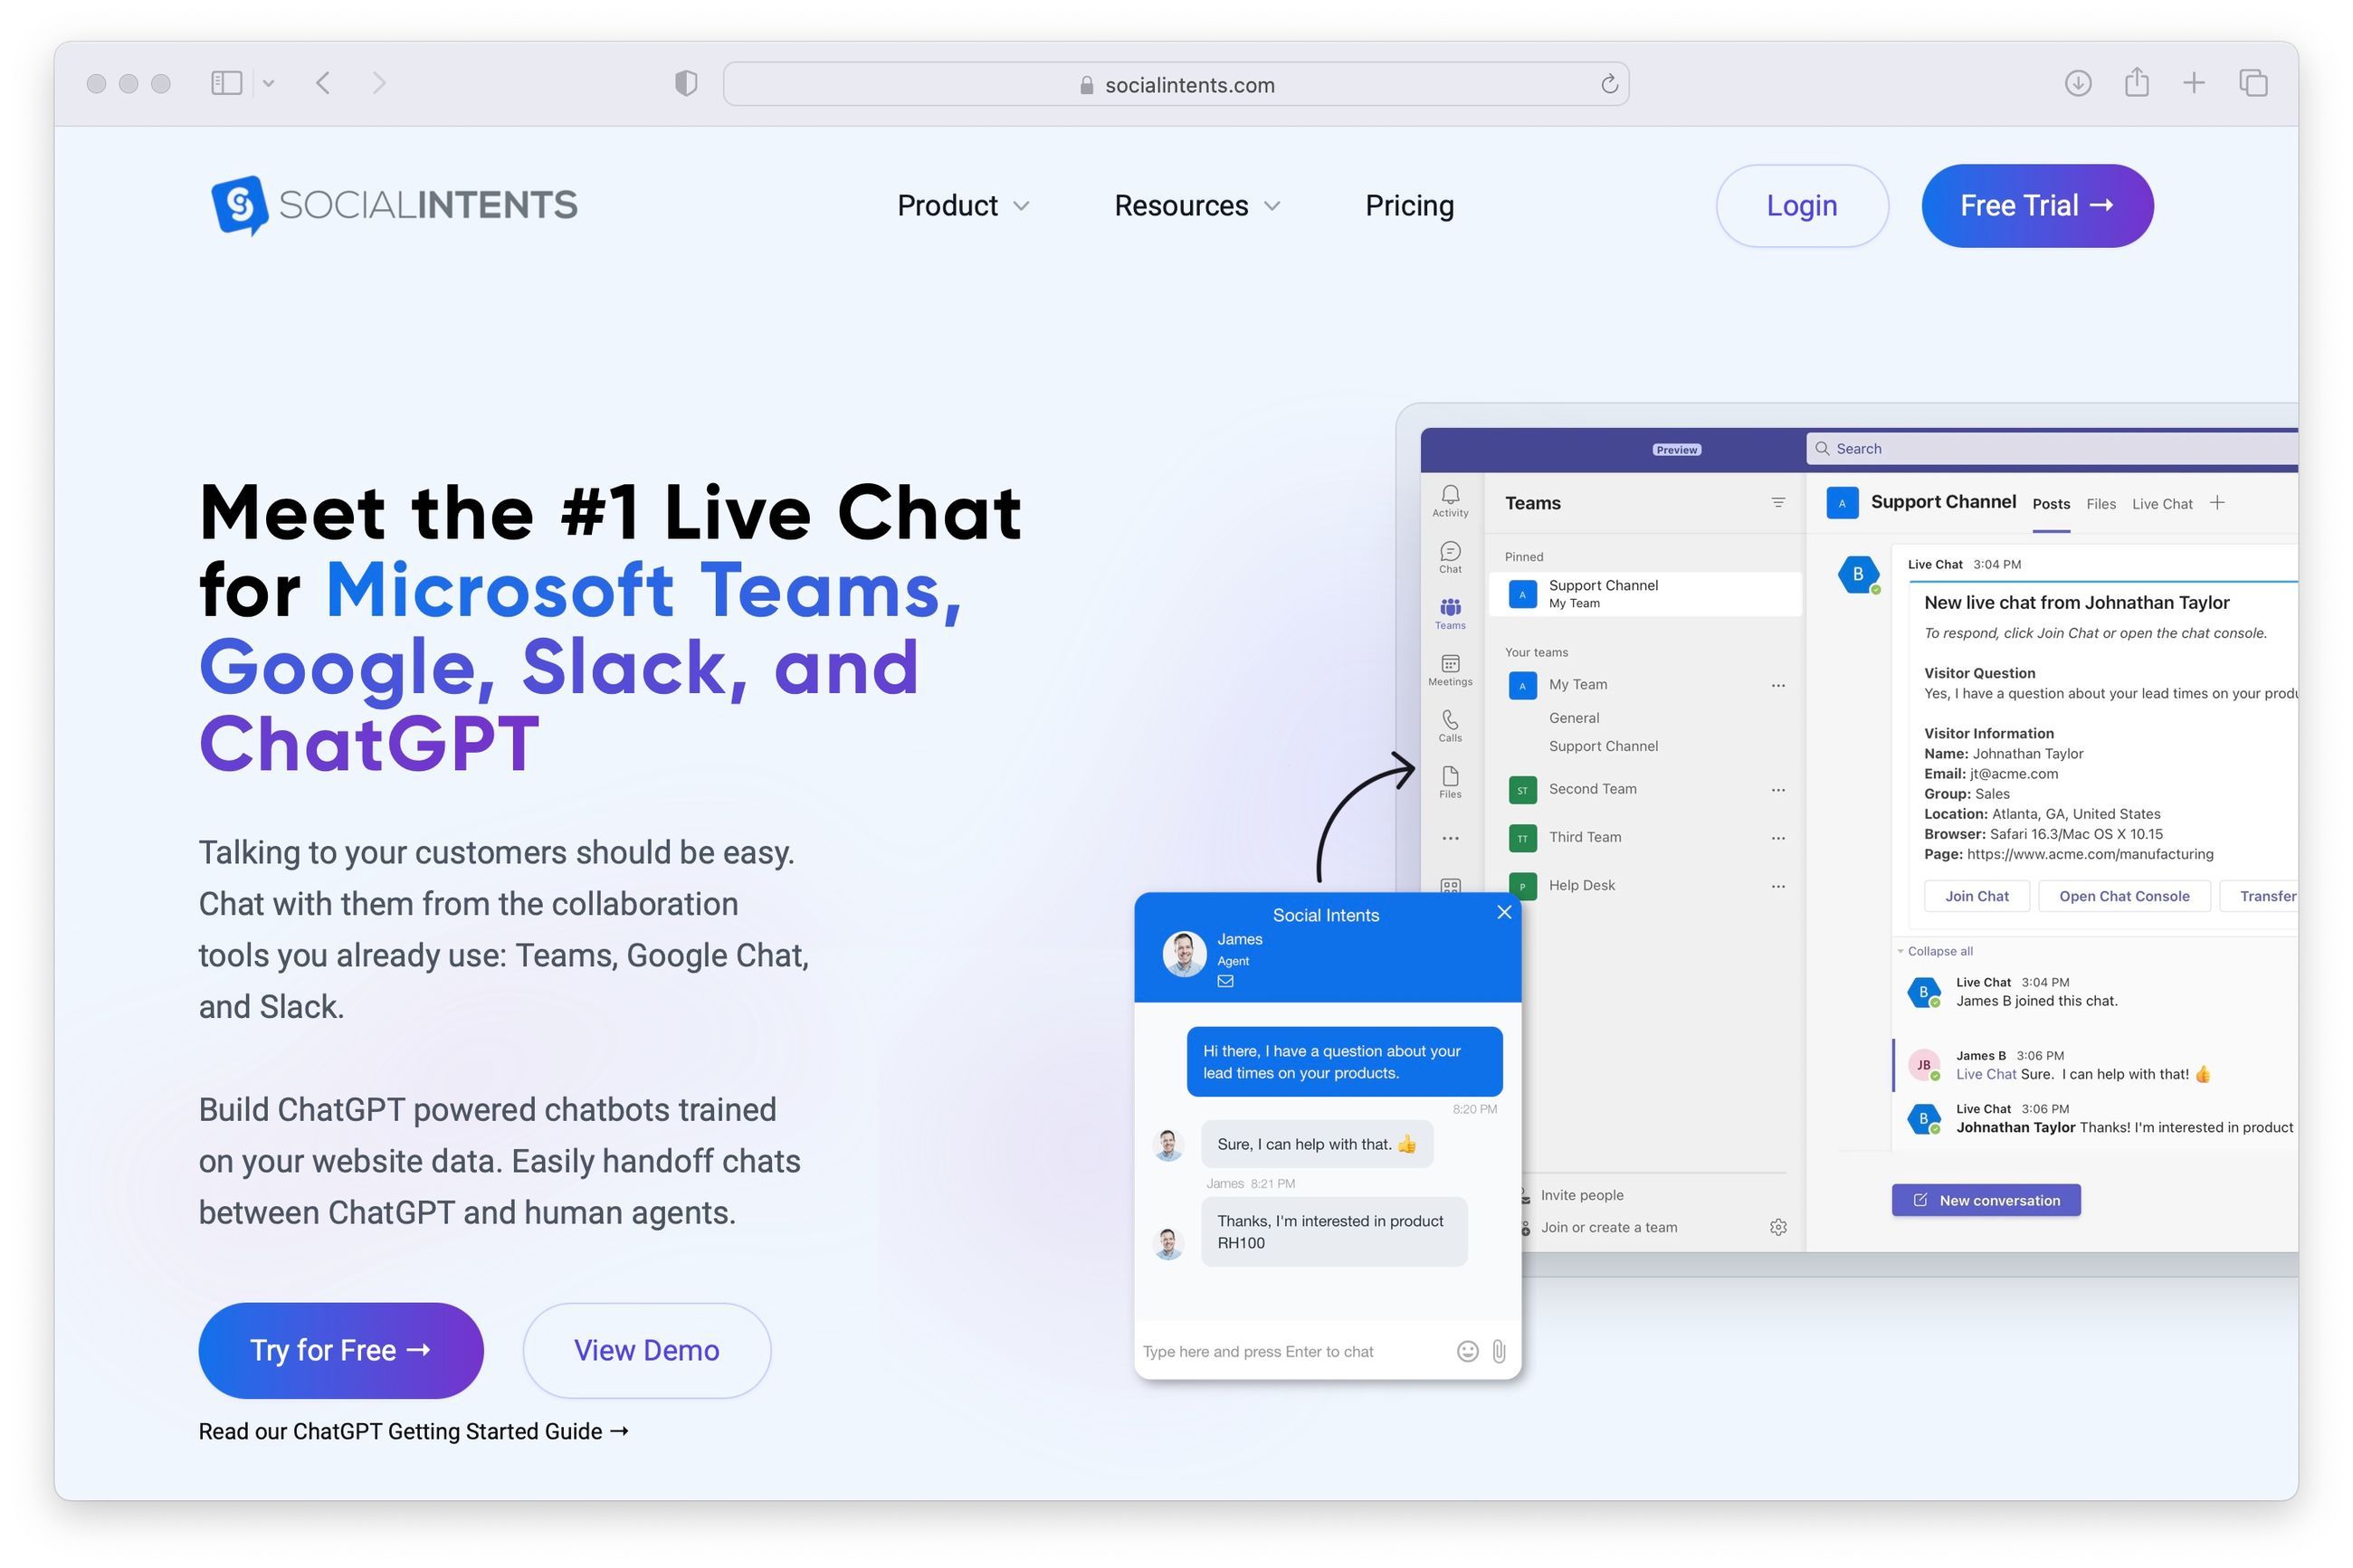 socialintents.com
SOCIALINTENTS
Product
Resources
Pricing
Login
Free Trial →
Meet the #1 Live Chat
for Microsoft Teams,
Google, Slack, and
ChatGPT
Talking to your customers should be easy.
Chat with them from the collaboration
tools you already use: Teams, Google Chat,
and Slack.
Build ChatGPT powered chatbots trained
on your website data. Easily handoff chats
between ChatGPT and human agents.
Try for Free →
View Demo
Read our ChatGPT Getting Started Guide →
Preview
Search
Activity
Chat
Teams
Meetings
Calls
Files
Teams
Pinned
A
Support Channel
My Team
Your teams
A
My Team
General
Support Channel
ST
Second Team
TT
Third Team
P
Help Desk
Invite people
Join or create a team
A
Support Channel
Posts
Files
Live Chat
B
Live Chat 3:04 PM
New live chat from Johnathan Taylor
To respond, click Join Chat or open the chat console.
Visitor Question
Yes, I have a question about your lead times on your
Visitor Information
Name: Johnathan Taylor
Email: jt@acme.com
Group: Sales
Location: Atlanta, GA, United States
Browser: Safari 16.3/Mac OS X 10.15
Page: https://www.acme.com/manufacturing
Join Chat
Open Chat Console
Transfer
Collapse all
B
Live Chat 3:04 PM
James B joined this chat.
JB
James B 3:06 PM
Live Chat Sure. I can help with that! 👍
B
Live Chat 3:06 PM
Johnathan Taylor Thanks! I'm interested in product
New conversation
Social Intents
James
Agent
Hi there, I have a question about your
lead times on your products.
8:20 PM
Sure, I can help with that. 👍
James 8:21 PM
Thanks, I'm interested in product
RH100
Type here and press Enter to chat